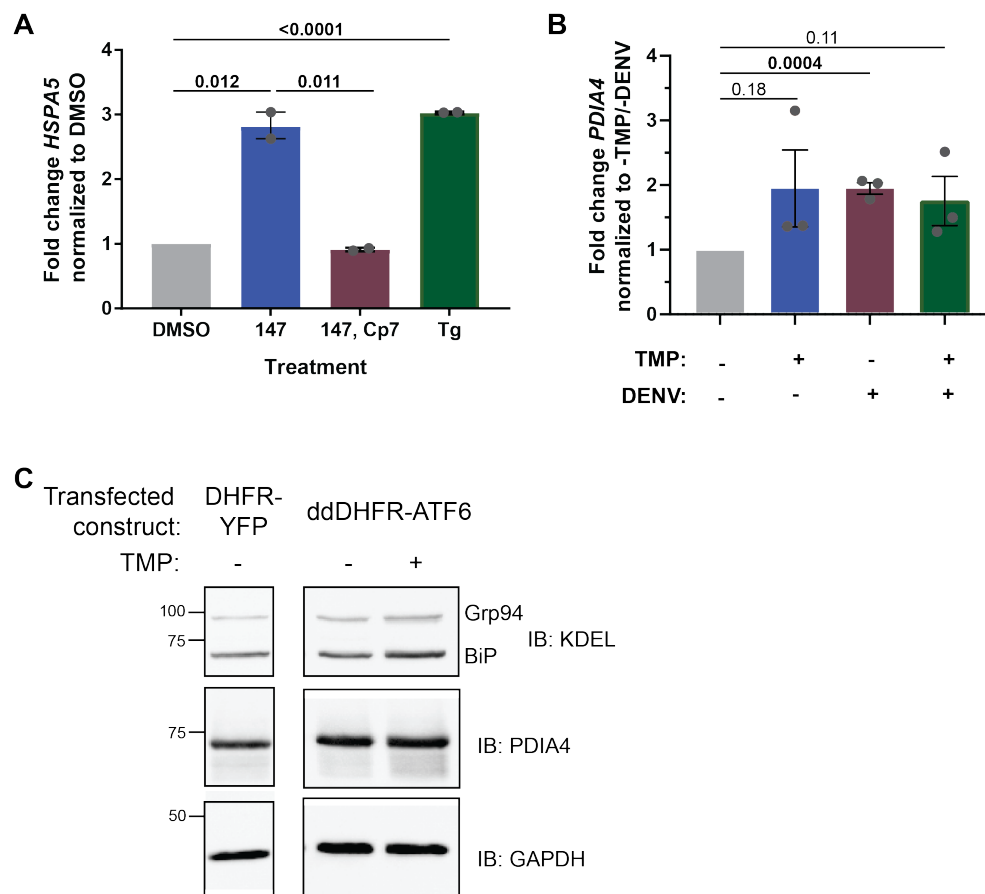 A
Fold change HSPA5
normalized to DMSO
4
3
2
1
0
<0.0001
0.012
0.011
DMSO
147
147, Cp7
Tg
Treatment
B
Fold change PDIA4
normalized to -TMP/-DENV
4
3
2
1
0
0.11
0.0004
0.18
TMP: - + - +
DENV: - - + +
C
Transfected
construct:
DHFR-
YFP
ddDHFR-ATF6
TMP: - - +
100
75
Grp94
BiP
IB: KDEL
75
IB: PDIA4
50
IB: GAPDH